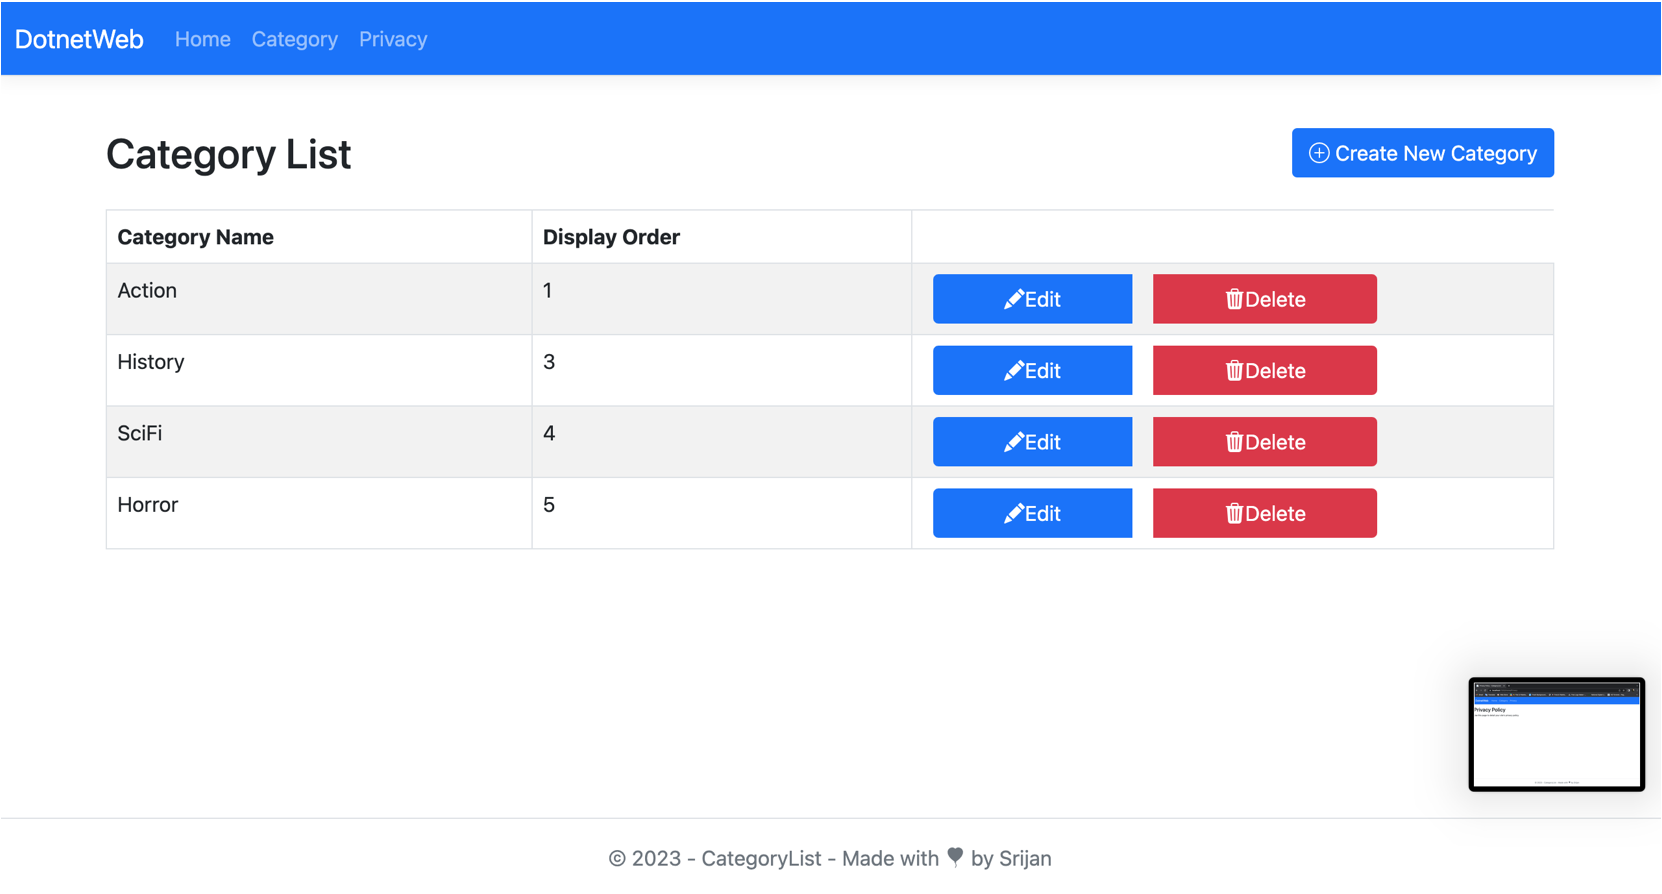 DotnetWeb Home Category Privacy
Category List
Create New Category
Category Name Display Order
Action 1 Edit Delete
History 3 Edit Delete
SciFi 4 Edit Delete
Horror 5 Edit Delete
Privacy Policy
© 2023 - CategoryList - Made with by Srijan